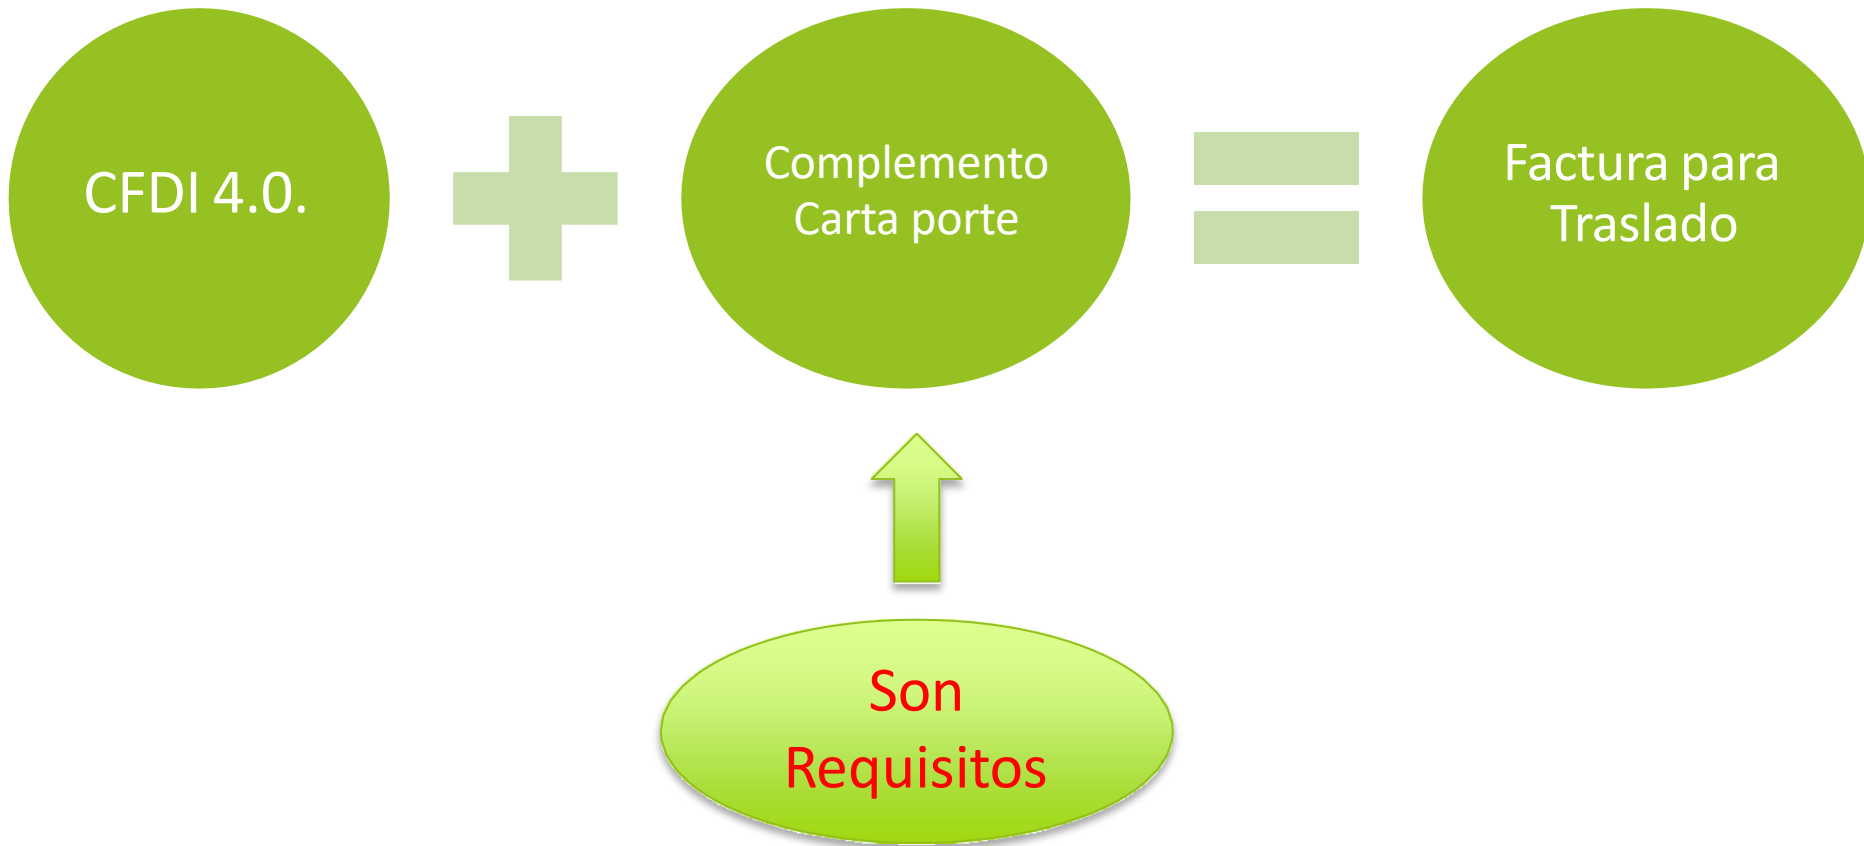 CFDI 4.0.
Complemento
Carta porte
Factura para
Traslado
Son
Requisitos